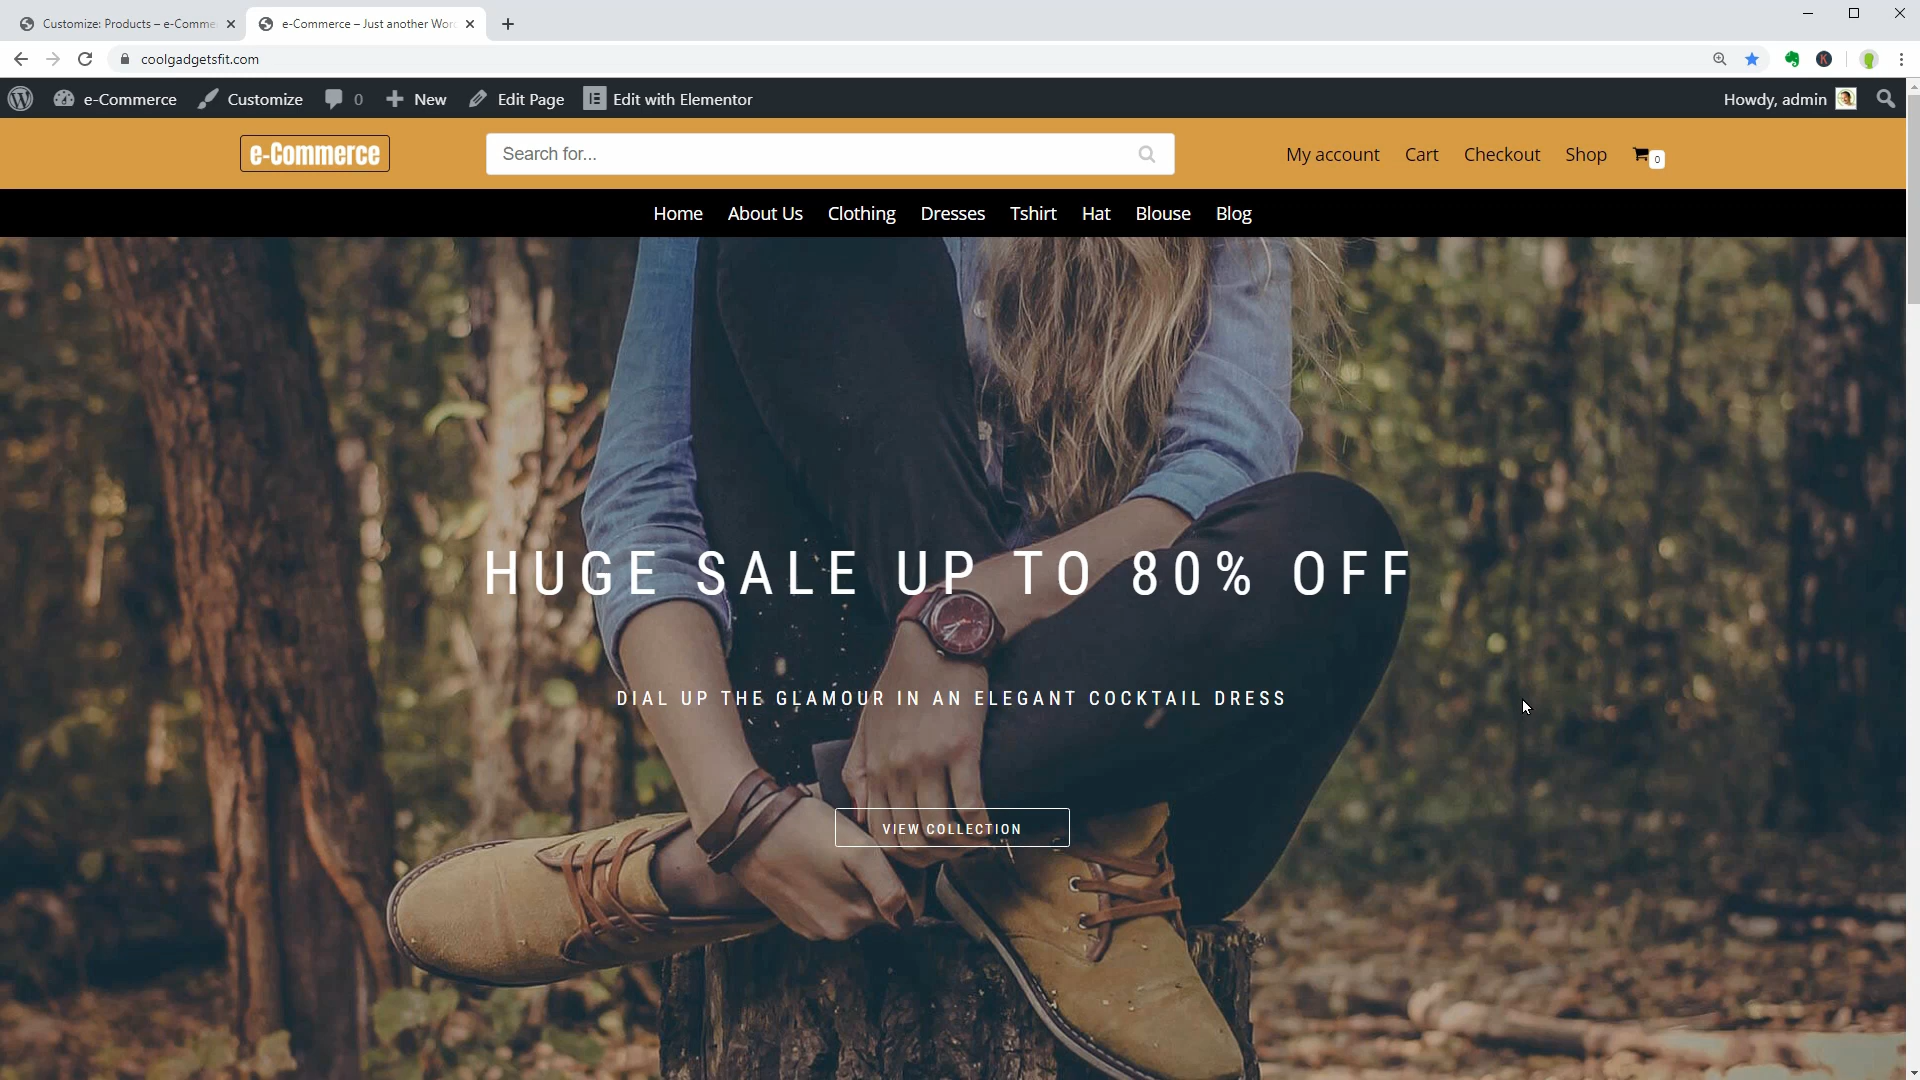 Customize: Products – e-Comme
e-Commerce – Just another Wor
coolgadgetsfit.com
e-Commerce
Customize
0
New
Edit Page
Edit with Elementor
Howdy, admin
e-Commerce
Search for...
My account
Cart
Checkout
Shop
0
Home
About Us
Clothing
Dresses
Tshirt
Hat
Blouse
Blog
HUGE SALE UP TO 80% OFF
DIAL UP THE GLAMOUR IN AN ELEGANT COCKTAIL DRESS
VIEW COLLECTION